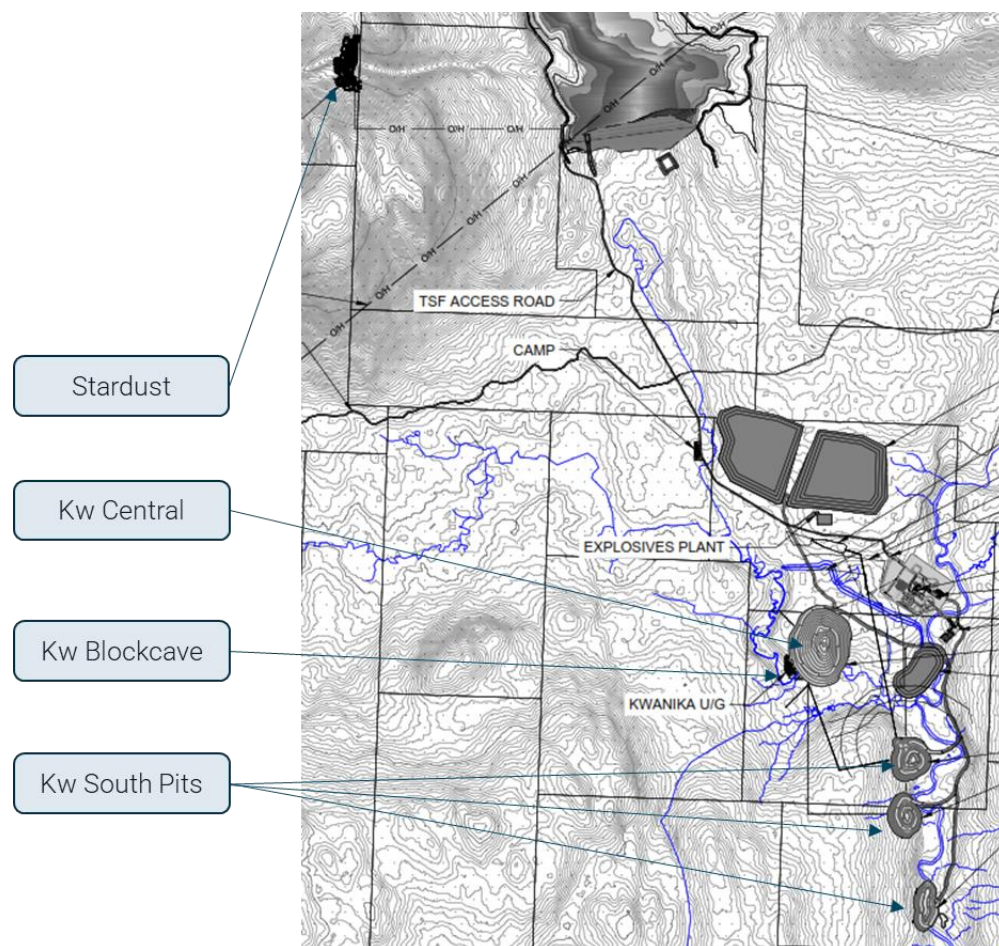 O/H
O/H
O/H
O/H
O/H
O/H
O/H
O/H
O/H
O/H
O/H
TSF ACCESS ROAD
CAMP
Stardust
Kw Central
EXPLOSIVES PLANT
Kw Blockcave
KWANIKA U/G
Kw South Pits